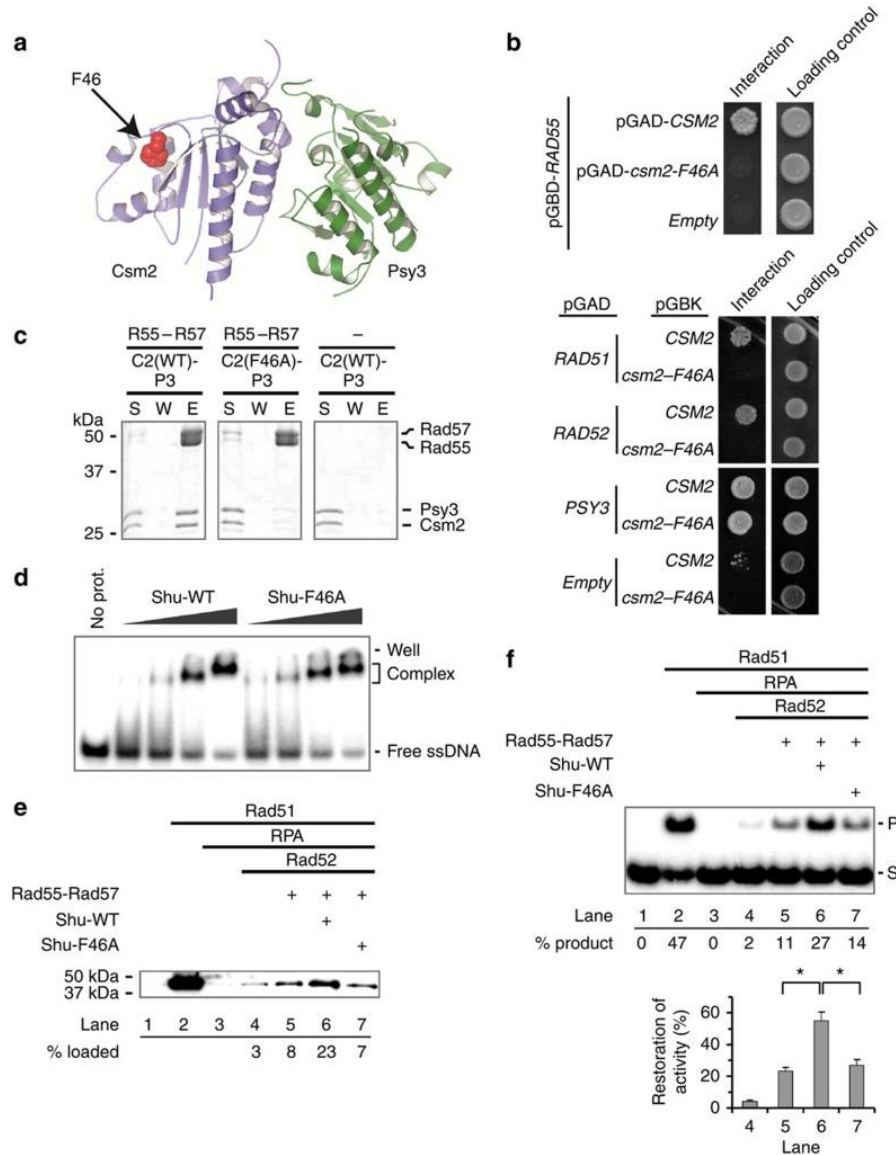 a
F46
Csm2
Psy3
b
Interaction
Loading control
pGBD-RAD55
pGAD-CSM2
pGAD-csm2-F46A
Empty
pGAD
pGBK
Interaction
Loading control
RAD51
CSM2
csm2–F46A
RAD52
CSM2
csm2–F46A
PSY3
CSM2
csm2–F46A
Empty
CSM2
csm2–F46A
c
R55–R57 R55–R57 –
C2(WT)- C2(F46A)- C2(WT)-
P3 P3 P3
S W E S W E S W E
kDa
50
37
25
Rad57
Rad55
Psy3
Csm2
d
No prot.
Shu-WT Shu-F46A
Well
Complex
Free ssDNA
e
Rad51
RPA
Rad52
Rad55-Rad57 + + +
Shu-WT +
Shu-F46A +
50 kDa
37 kDa
Lane 1 2 3 4 5 6 7
% loaded 3 8 23 7
f
Rad51
RPA
Rad52
Rad55-Rad57 + + +
Shu-WT +
Shu-F46A +
P
S
Lane 1 2 3 4 5 6 7
% product 0 47 0 2 11 27 14
* *
Restoration of
activity (%)
60
40
20
0
4 5 6 7
Lane